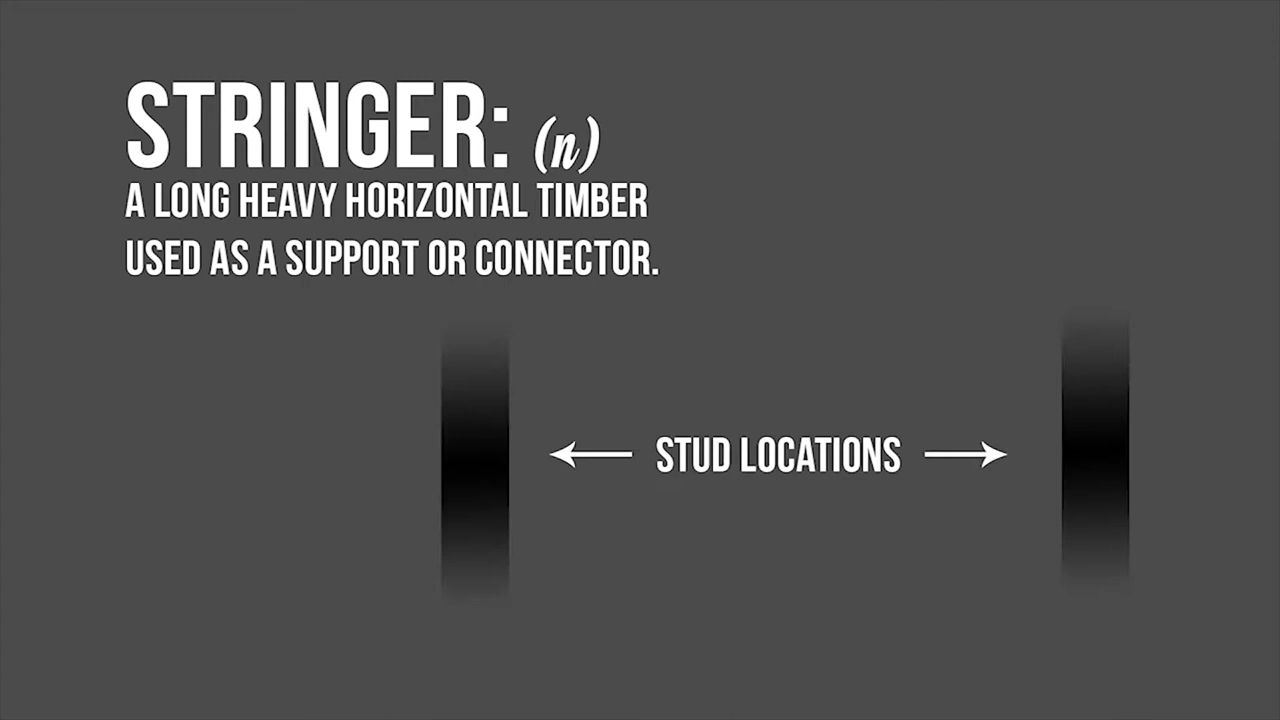 STRINGER: (n)
A LONG HEAVY HORIZONTAL TIMBER
USED AS A SUPPORT OR CONNECTOR.
STUD LOCATIONS